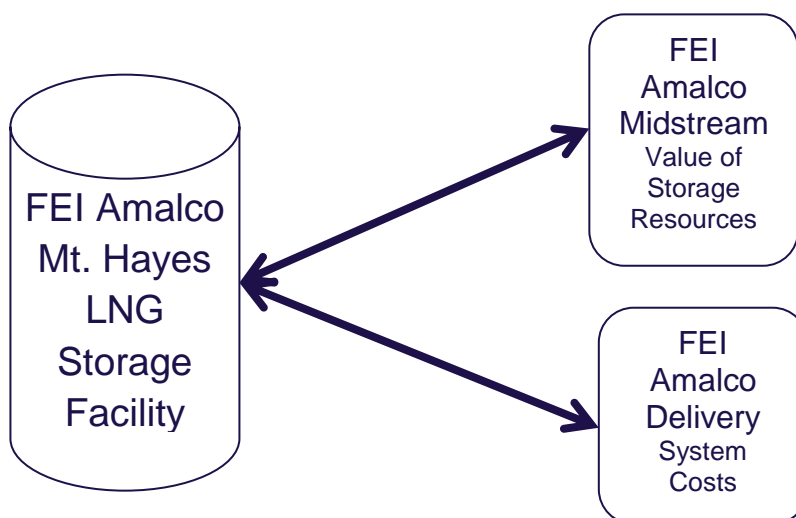 FEI Amalco
Mt. Hayes
LNG
Storage
Facility
FEI
Amalco
Midstream
Value of
Storage
Resources
FEI
Amalco
Delivery
System
Costs